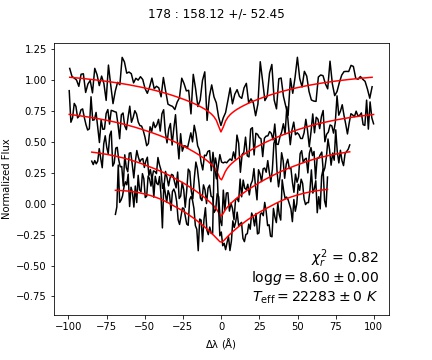 178 : 158.12 +/- 52.45
1.25
1.00
0.75
0.50
0.25
0.00
−0.25
−0.50
−0.75
Normalized Flux
χ²ᵣ = 0.82
logg = 8.60 ± 0.00
T_eff = 22283 ± 0 K
−100 −75 −50 −25 0 25 50 75 100
Δλ (Å)